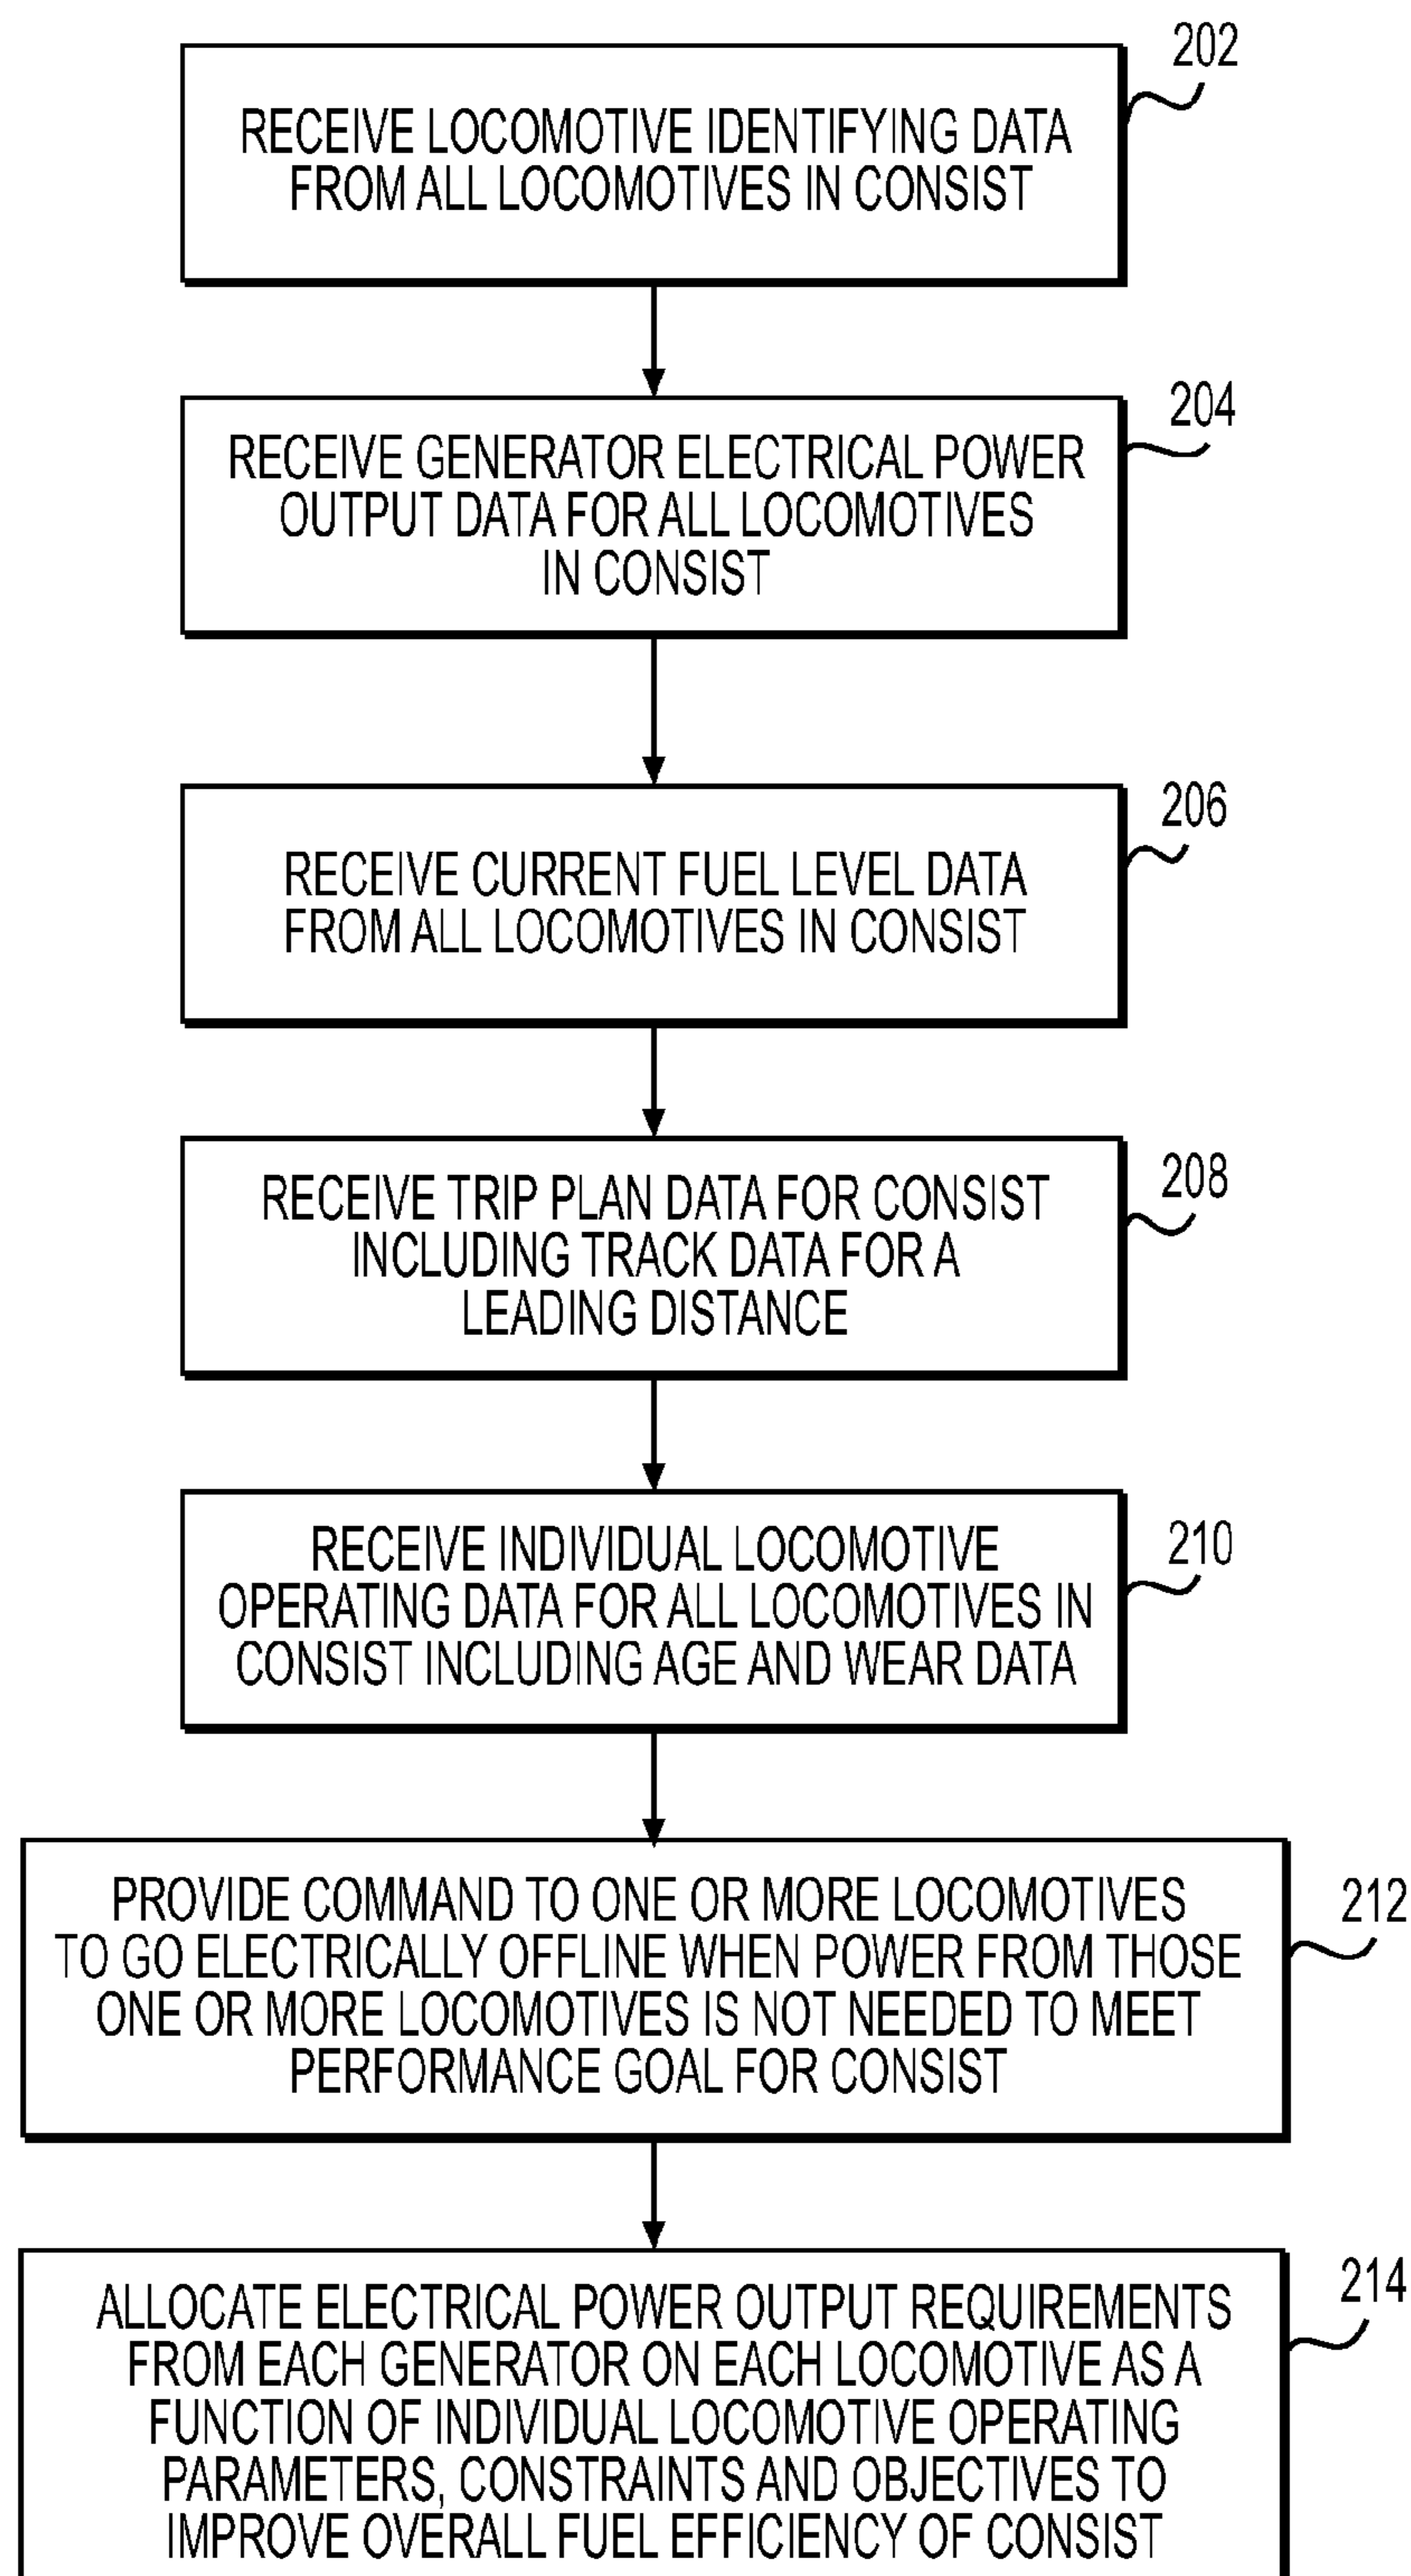 202
RECEIVE LOCOMOTIVE IDENTIFYING DATA
FROM ALL LOCOMOTIVES IN CONSIST
204
RECEIVE GENERATOR ELECTRICAL POWER
OUTPUT DATA FOR ALL LOCOMOTIVES
IN CONSIST
206
RECEIVE CURRENT FUEL LEVEL DATA
FROM ALL LOCOMOTIVES IN CONSIST
208
RECEIVE TRIP PLAN DATA FOR CONSIST
INCLUDING TRACK DATA FOR A
LEADING DISTANCE
210
RECEIVE INDIVIDUAL LOCOMOTIVE
OPERATING DATA FOR ALL LOCOMOTIVES IN
CONSIST INCLUDING AGE AND WEAR DATA
212
PROVIDE COMMAND TO ONE OR MORE LOCOMOTIVES
TO GO ELECTRICALLY OFFLINE WHEN POWER FROM THOSE
ONE OR MORE LOCOMOTIVES IS NOT NEEDED TO MEET
PERFORMANCE GOAL FOR CONSIST
214
ALLOCATE ELECTRICAL POWER OUTPUT REQUIREMENTS
FROM EACH GENERATOR ON EACH LOCOMOTIVE AS A
FUNCTION OF INDIVIDUAL LOCOMOTIVE OPERATING
PARAMETERS, CONSTRAINTS AND OBJECTIVES TO
IMPROVE OVERALL FUEL EFFICIENCY OF CONSIST